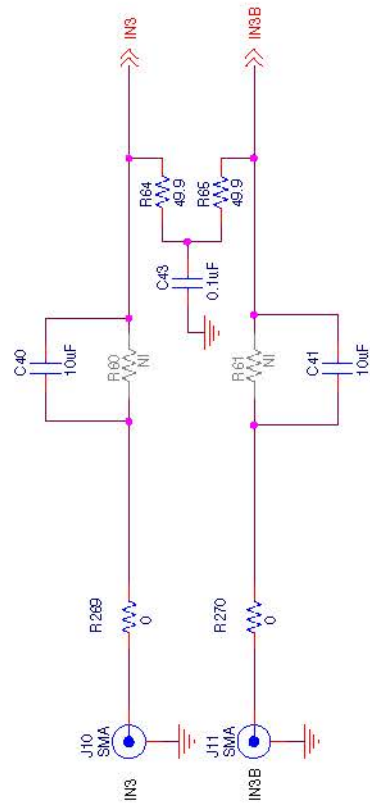 IN3
J10
SMA
R269
0
C40
10uF
R60
NI
R64
49.9
IN3
C43
0.1uF
R65
49.9
IN3B
J11
SMA
R270
0
R61
NI
C41
10uF
IN3B